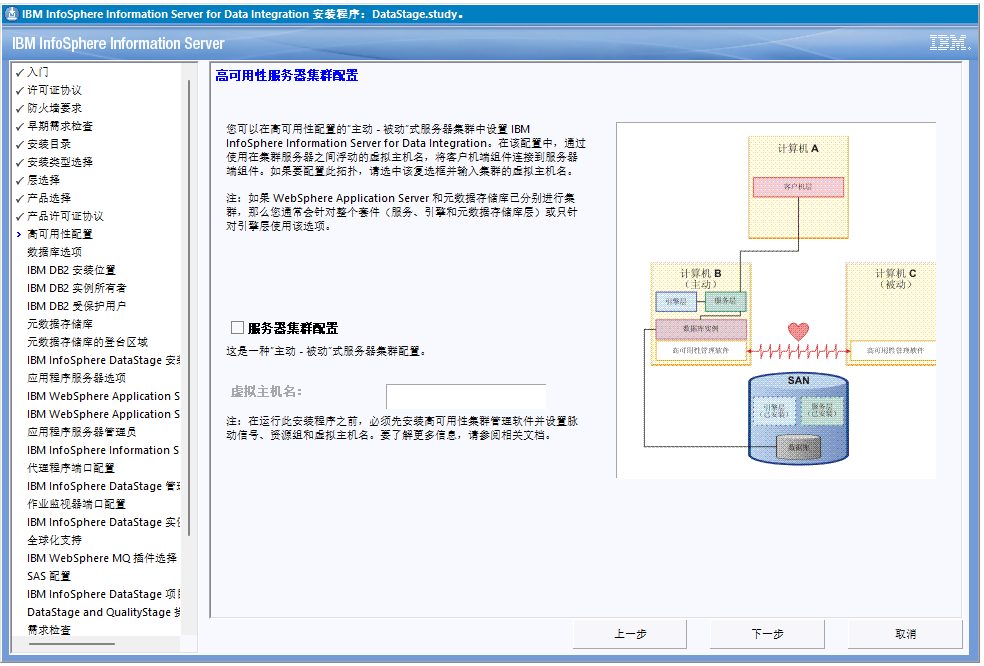 IBM InfoSphere Information Server for Data Integration 安装程序：DataStage.study。
IBM InfoSphere Information Server
IBM.
✓ 入门
✓ 许可证协议
✓ 防火墙要求
✓ 早期需求检查
✓ 安装目录
✓ 安装类型选择
✓ 层选择
✓ 产品选择
✓ 产品许可证协议
› 高可用性配置
数据库选项
IBM DB2 安装位置
IBM DB2 实例所有者
IBM DB2 受保护用户
元数据存储库
元数据存储库的登台区域
IBM InfoSphere DataStage 安
应用程序服务器选项
IBM WebSphere Application S
IBM WebSphere Application S
应用程序服务器管理员
IBM InfoSphere Information S
代理程序端口配置
IBM InfoSphere DataStage 管
作业监视器端口配置
IBM InfoSphere DataStage 实
全球化支持
IBM WebSphere MQ 插件选择
SAS 配置
IBM InfoSphere DataStage 项
DataStage and QualityStage
需求检查
高可用性服务器集群配置
您可以在高可用性配置的“主动 - 被动”式服务器集群中设置 IBM
InfoSphere Information Server for Data Integration。在该配置中，通过
使用在集群服务器之间浮动的虚拟主机名，将客户机端组件连接到服务器
端组件。如果要配置此拓扑，请选中该复选框并输入集群的虚拟主机名。
注：如果 WebSphere Application Server 和元数据存储库已分别进行集
群，那么您通常会针对整个套件（服务、引擎和元数据存储库层）或只针
对引擎层使用该选项。
服务器集群配置
这是一种“主动 - 被动”式服务器集群配置。
虚拟主机名：
注：在运行此安装程序之前，必须先安装高可用性集群管理软件并设置脉
动信号、资源组和虚拟主机名。要了解更多信息，请参阅相关文档。
计算机 A
客户机层
计算机 B
（主动）
引擎层
服务层
数据库实例
高可用性管理软件
计算机 C
（被动）
高可用性管理软件
SAN
引擎层
（已安装）
服务层
（已安装）
数据库
上一步
下一步
取消